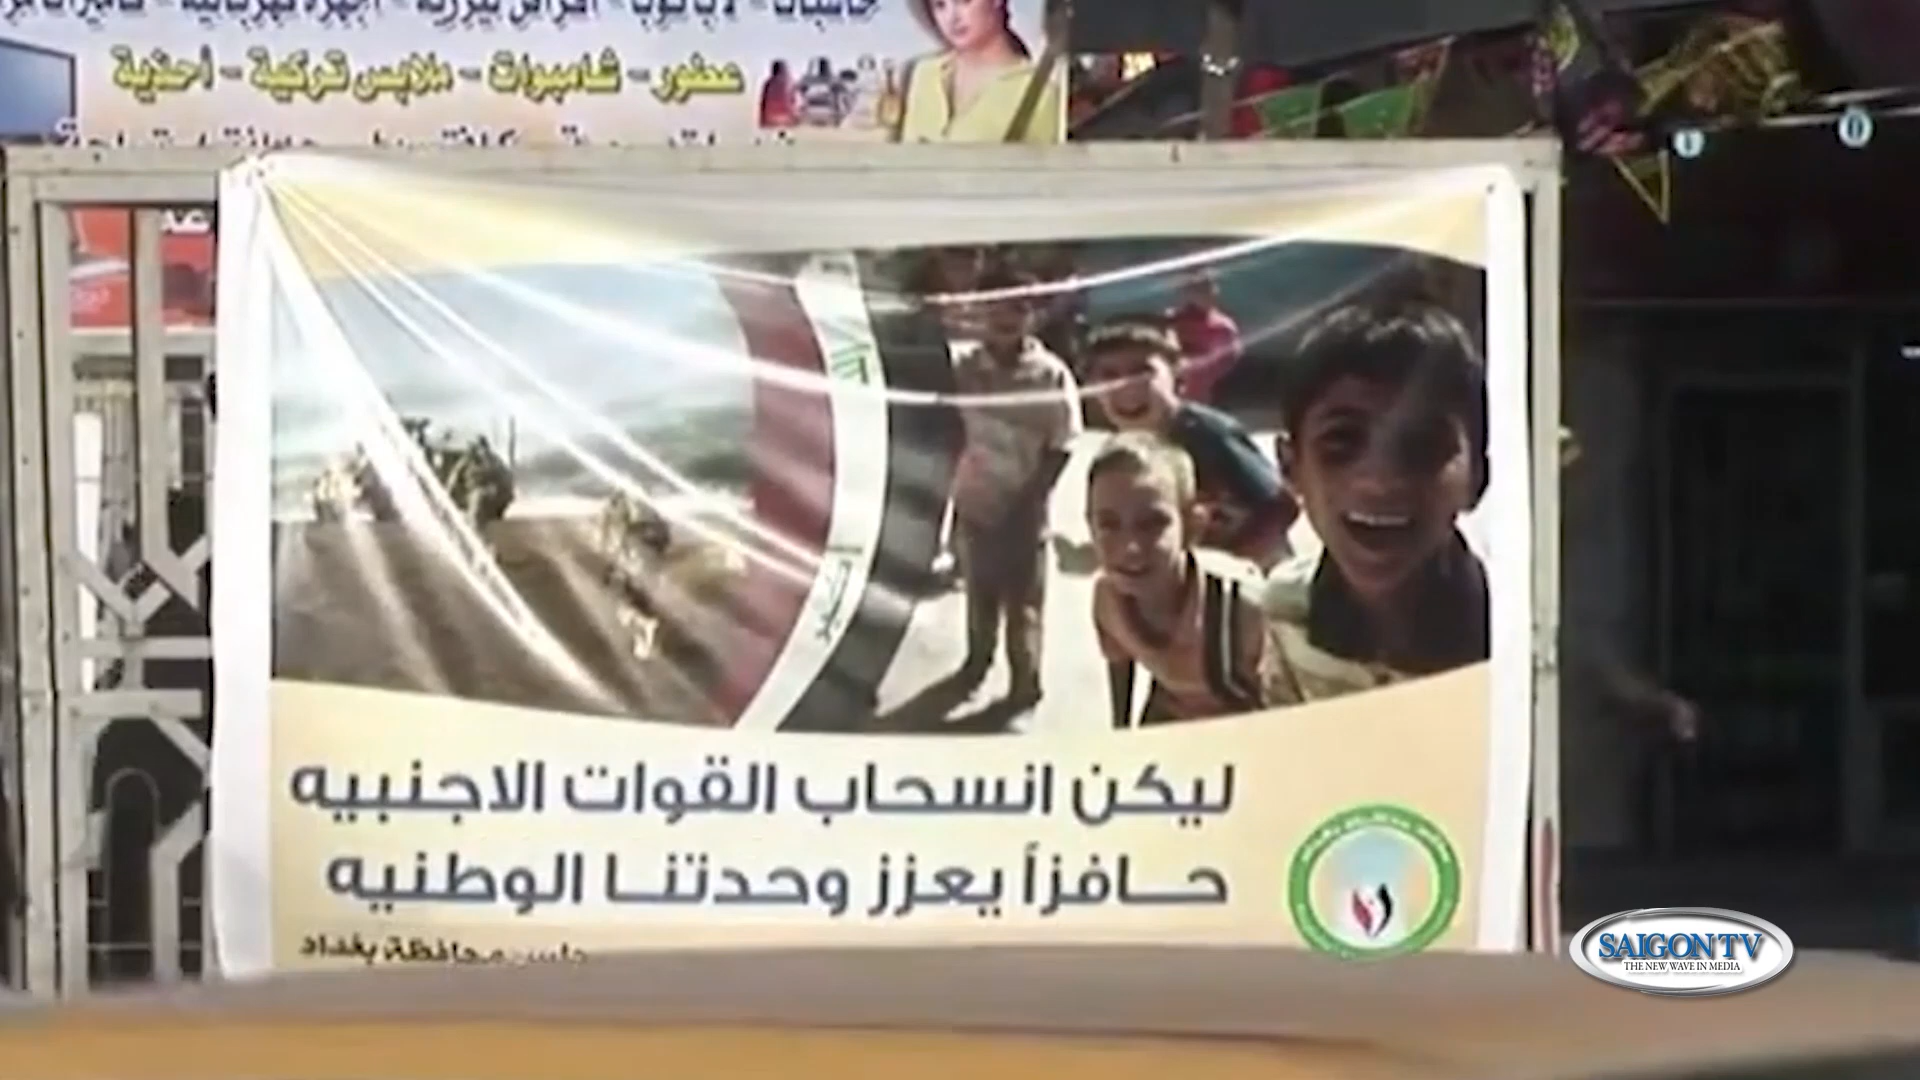 عطور - شامبوات - ملابس تركية - أحذية
ليكن انسحاب القوات الاجنبيه
حافزاً يعزز وحدتنا الوطنيه
محافظة بغداد
SAIGON TV
THE NEW WAVE IN MEDIA